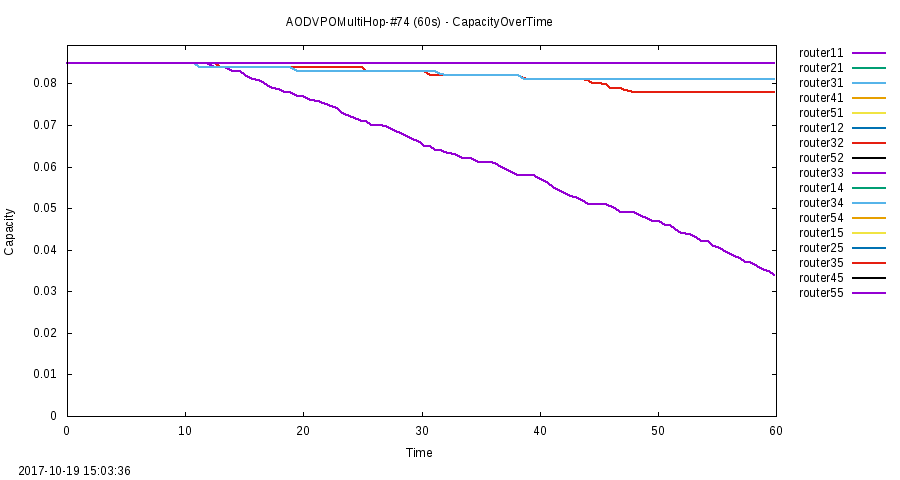 AODVPOMultiHop-#74 (60s) - CapacityOverTime
router11
router21
router31
router41
router51
router12
router32
router52
router33
router14
router34
router54
router15
router25
router35
router45
router55
Capacity
0.08
0.07
0.06
0.05
0.04
0.03
0.02
0.01
0
0 10 20 30 40 50 60
Time
2017-10-19 15:03:36